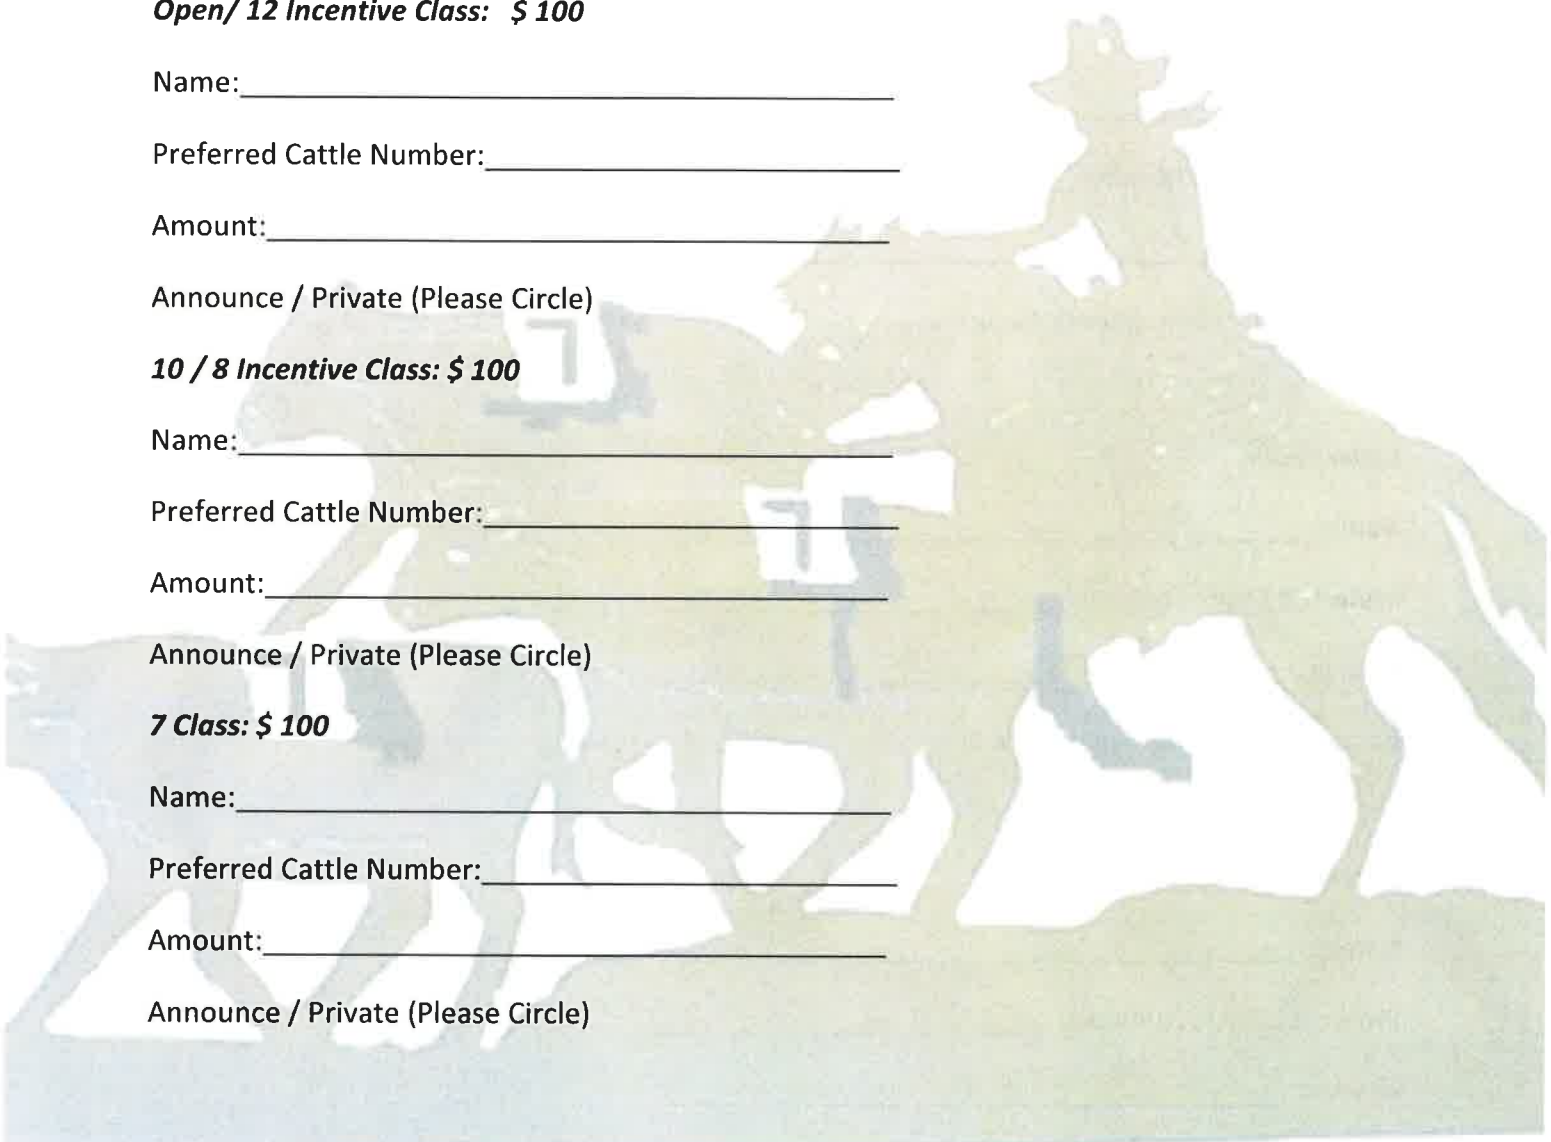 Open/ 12 Incentive Class: $ 100
Name:
Preferred Cattle Number:
Amount:
Announce / Private (Please Circle)
10 / 8 Incentive Class: $ 100
Name:
Preferred Cattle Number:
Amount:
Announce / Private (Please Circle)
7 Class: $ 100
Name:
Preferred Cattle Number:
Amount:
Announce / Private (Please Circle)